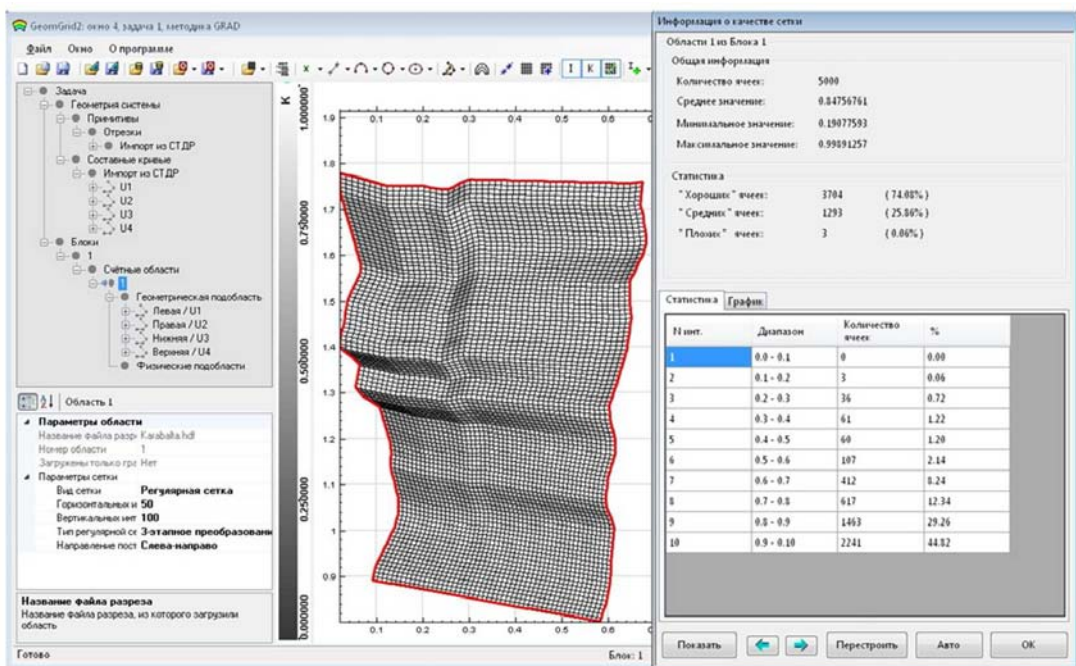 GeomGrid2: окно 4, задача 1, методика GRAD
Файл Окно О программе
I K
Задача
Геометрия системы
Примитивы
Отрезки
Импорт из СТДР
Составные кривые
Импорт из СТДР
U1
U2
U3
U4
Блоки
1
Счётные области
1
Геометрическая подобласть
Левая / U1
Правая / U2
Нижняя / U3
Верхняя / U4
Физические подобласти
Область 1
Параметры области
Название файла разр Karabalta.hdf
Номер области 1
Загружены только гра Нет
Параметры сетки
Вид сетки Регулярная сетка
Горизонтальных и 50
Вертикальных инт 100
Тип регулярной се 3-этапное преобразовани
Направление пост Слева-направо
Название файла разреза
Название файла разреза, из которого загрузили
область
Готово
Блок: 1
K
1.000000
0.750000
0.500000
0.250000
0.000000
0.1 0.2 0.3 0.4 0.5 0.6
1.9
1.8
1.7
1.6
1.5
1.4
1.3
1.2
1.1
1
0.9
0.1 0.2 0.3 0.4 0.5 0.6
Информация о качестве сетки
Области 1 из Блока 1
Общая информация
Количество ячеек: 5000
Среднее значение: 0.84756761
Минимальное значение: 0.19077593
Максимальное значение: 0.99891257
Статистика
"Хороших" ячеек: 3704 (74.08%)
"Средних" ячеек: 1293 (25.86%)
"Плохих" ячеек: 3 (0.06%)
Статистика График
N инт. Диапазон Количество ячеек %
1 0.0 - 0.1 0 0.00
2 0.1 - 0.2 3 0.06
3 0.2 - 0.3 36 0.72
4 0.3 - 0.4 61 1.22
5 0.4 - 0.5 60 1.20
6 0.5 - 0.6 107 2.14
7 0.6 - 0.7 412 8.24
8 0.7 - 0.8 617 12.34
9 0.8 - 0.9 1463 29.26
10 0.9 - 0.10 2241 44.82
Показать Перестроить Авто OK